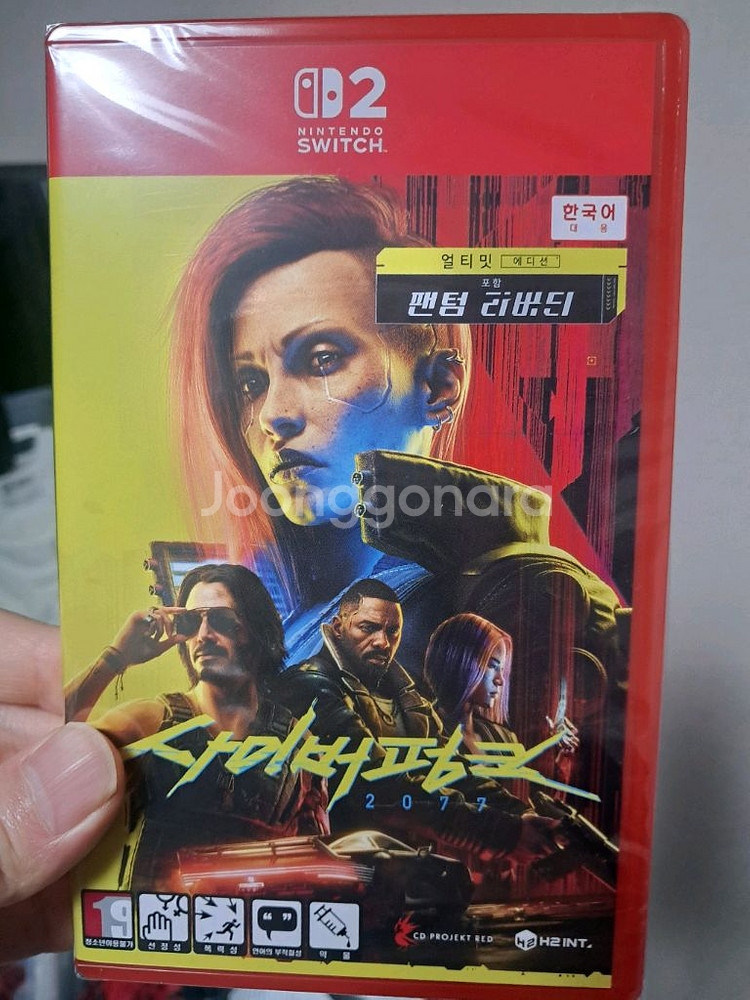 2
NINTENDO
SWITCH™
한국어
대응
얼티밋 에디션
포함
팬텀 리버티
Joonggonara
사이버펑크
2077
19
청소년이용불가
선정성
폭력성
언어의 부적절성
약물
CD PROJEKT RED
H2 INT.